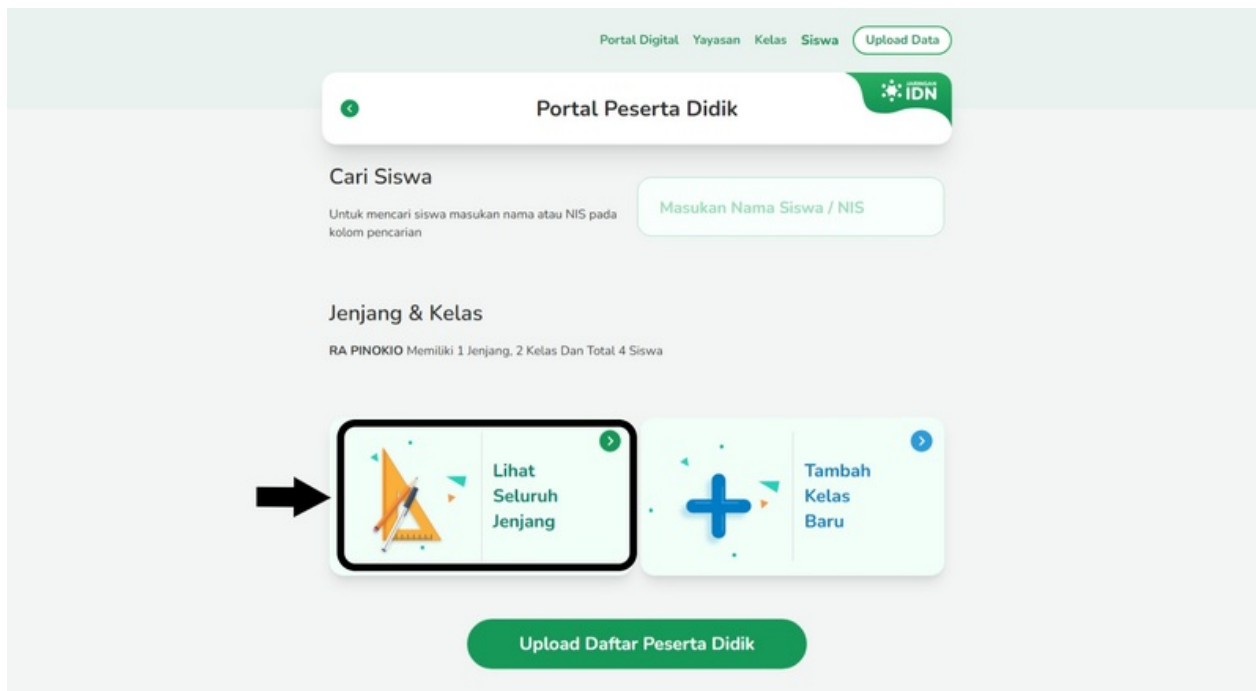 Portal Digital Yayasan Kelas Siswa Upload Data
Portal Peserta Didik
JARINGAN
IDN
Cari Siswa
Untuk mencari siswa masukan nama atau NIS pada
kolom pencarian
Masukan Nama Siswa / NIS
Jenjang & Kelas
RA PINOKIO Memiliki 1 Jenjang, 2 Kelas Dan Total 4 Siswa
Lihat
Seluruh
Jenjang
Tambah
Kelas
Baru
Upload Daftar Peserta Didik